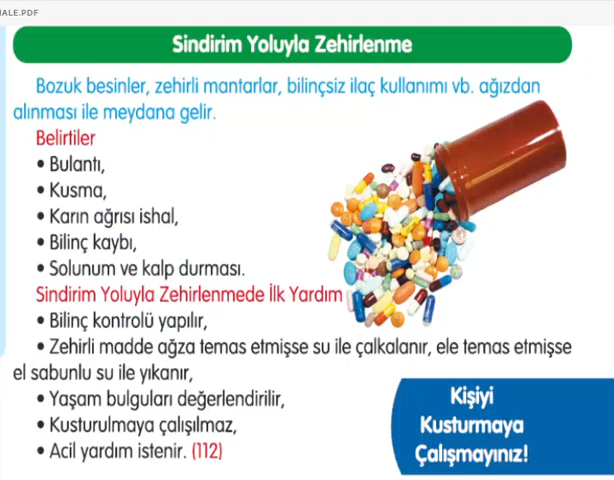 IALE.PDF
Sindirim Yoluyla Zehirlenme
Bozuk besinler, zehirli mantarlar, bilinçsiz ilaç kullanımı vb. ağızdan
alınması ile meydana gelir.
Belirtiler
• Bulantı,
• Kusma,
• Karın ağrısı ishal,
• Bilinç kaybı,
• Solunum ve kalp durması.
Sindirim Yoluyla Zehirlenmede İlk Yardım
• Bilinç kontrolü yapılır,
• Zehirli madde ağza temas etmişse su ile çalkalanır, ele temas etmişse
el sabunlu su ile yıkanır,
• Yaşam bulguları değerlendirilir,
• Kusturulmaya çalışılmaz,
• Acil yardım istenir. (112)
Kişiyi
Kusturmaya
Çalışmayınız!